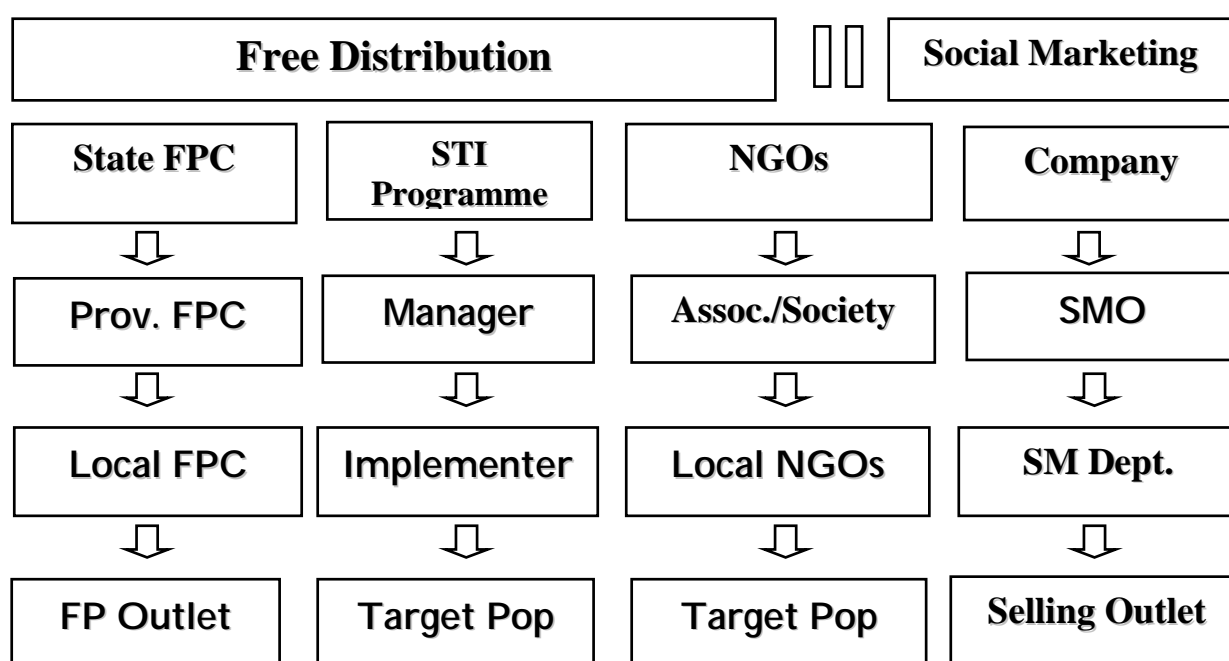 Free Distribution
Social Marketing
State FPC
STI
Programme
NGOs
Company
Prov. FPC
Manager
Assoc./Society
SMO
Local FPC
Implementer
Local NGOs
SM Dept.
FP Outlet
Target Pop
Target Pop
Selling Outlet